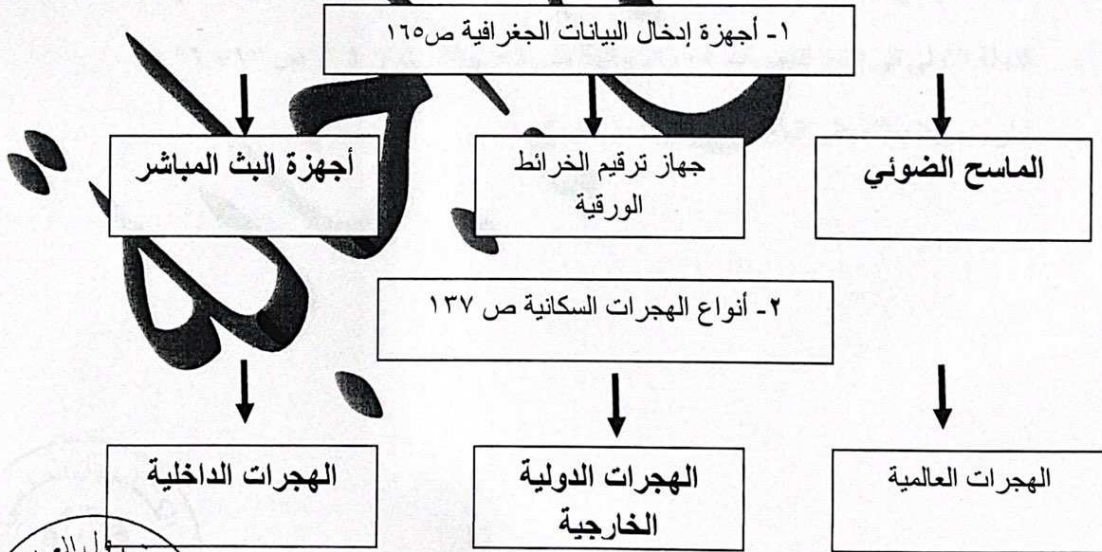 ١- أجهزة إدخال البيانات الجغرافية ص١٦٥
الماسح الضوئي
جهاز ترقيم الخرائط
الورقية
أجهزة البث المباشر
٢- أنواع الهجرات السكانية ص ١٣٧
الهجرات العالمية
الهجرات الدولية
الخارجية
الهجرات الداخلية